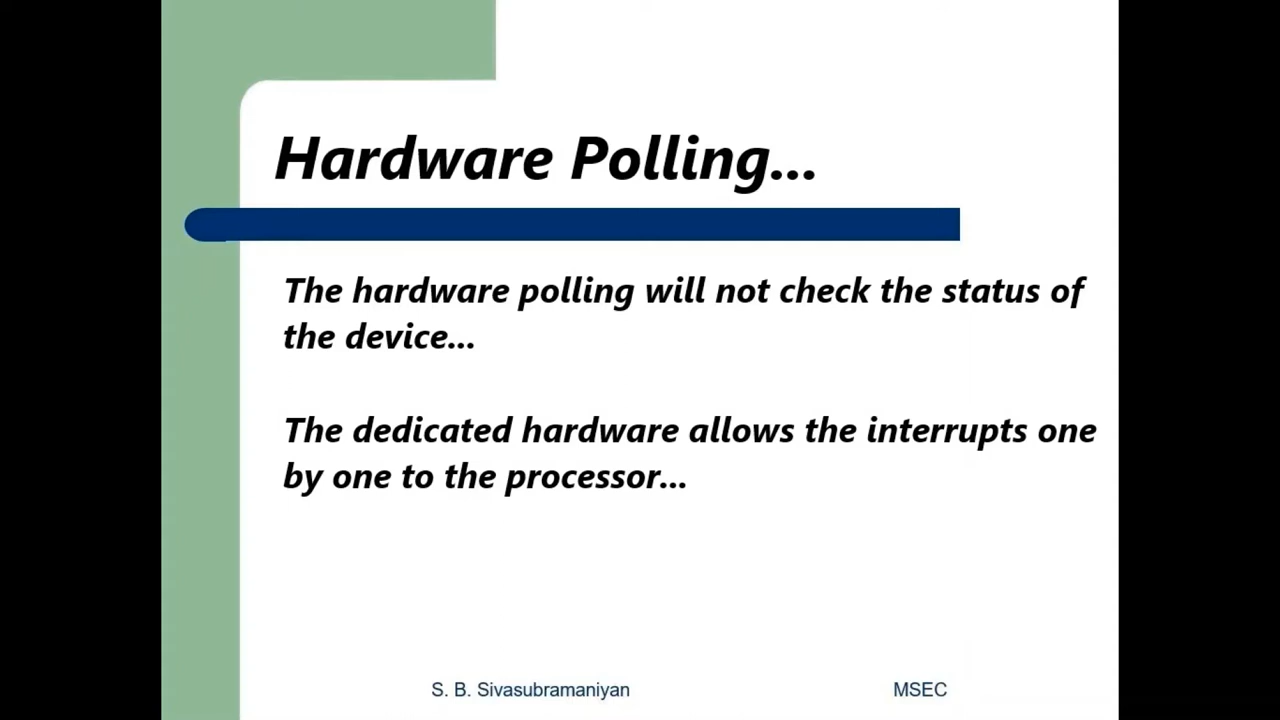 Hardware Polling...
The hardware polling will not check the status of
the device...
The dedicated hardware allows the interrupts one
by one to the processor...
S. B. Sivasubramaniyan
MSEC